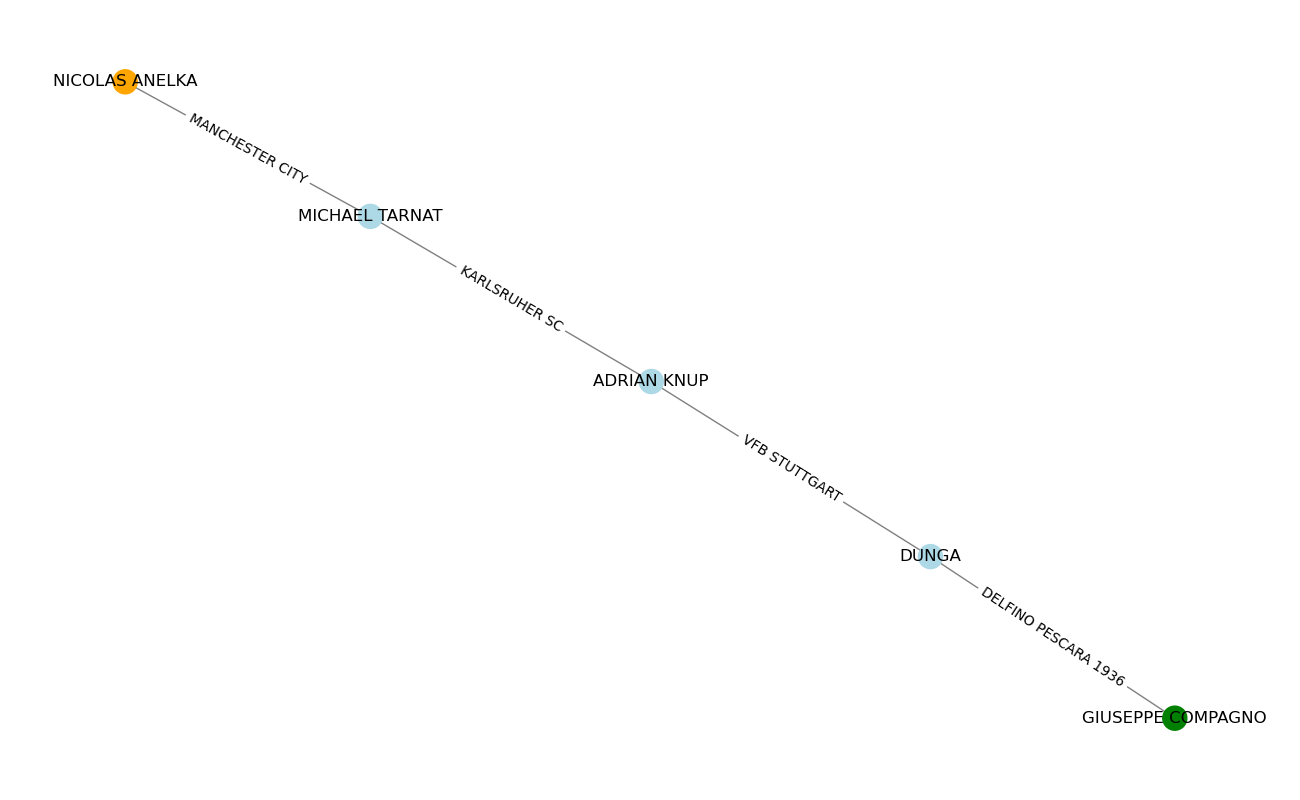 NICOLAS ANELKA
MANCHESTER CITY
MICHAEL TARNAT
KARLSRUHER SC
ADRIAN KNUP
VFB STUTTGART
DUNGA
DELFINO PESCARA 1936
GIUSEPPE COMPAGNO